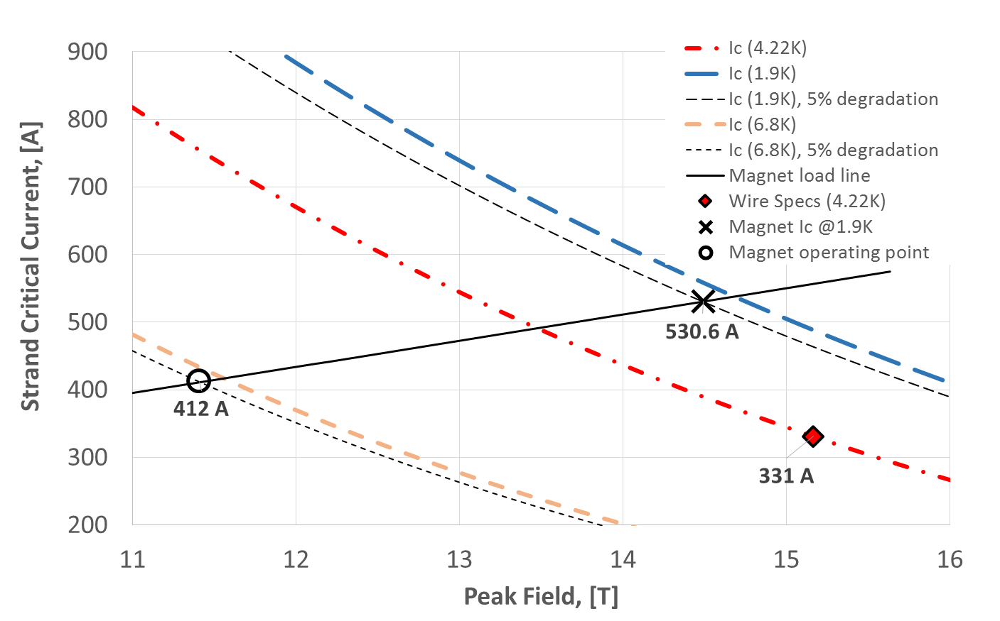 900
800
700
600
500
400
300
200
Strand Critical Current, [A]
Ic (4.22K)
Ic (1.9K)
Ic (1.9K), 5% degradation
Ic (6.8K)
Ic (6.8K), 5% degradation
Magnet load line
Wire Specs (4.22K)
Magnet Ic @1.9K
Magnet operating point
530.6 A
412 A
331 A
11
12
13
14
15
16
Peak Field, [T]